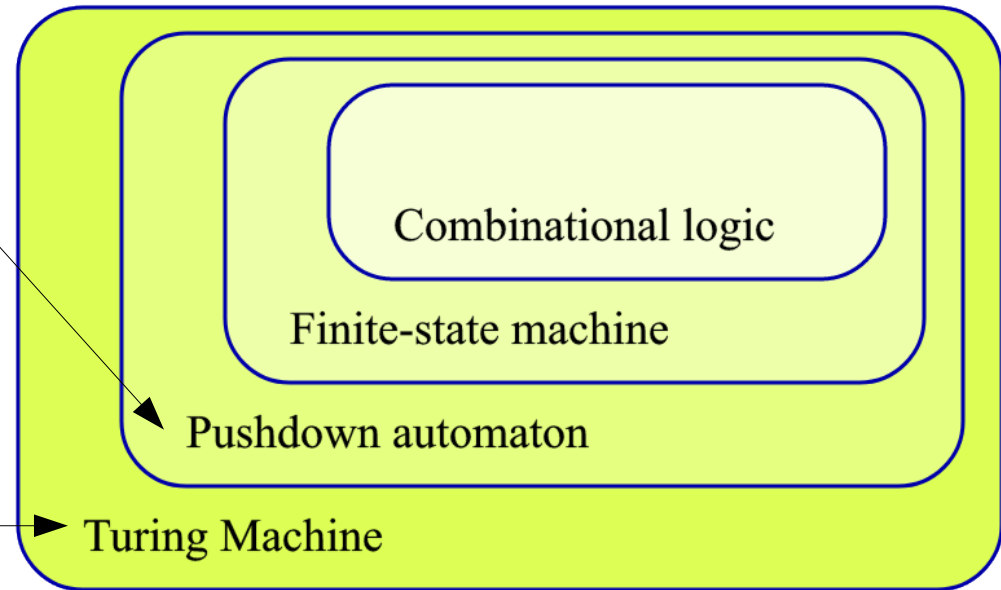 Combinational logic
Finite-state machine
Pushdown automaton
Turing Machine